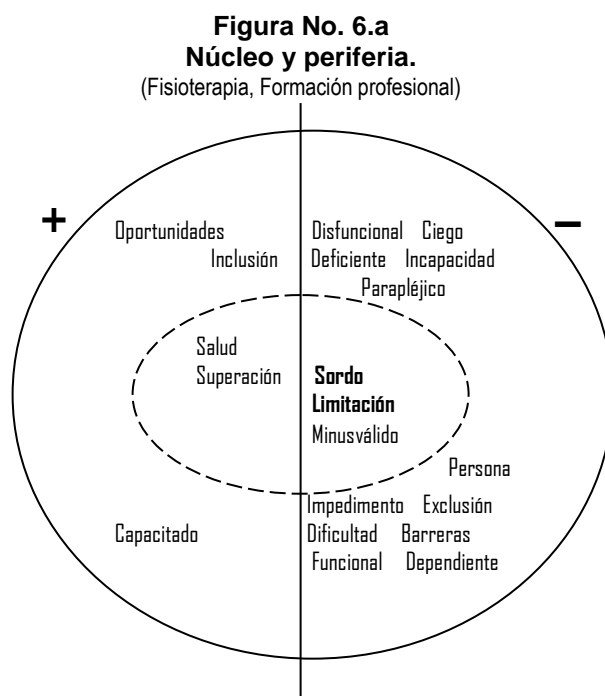 Figura No. 6.a
Núcleo y periferia.
(Fisioterapia, Formación profesional)
+ −
Oportunidades Disfuncional Ciego
Inclusión Deficiente Incapacidad
Parapléjico
Salud
Superación Sordo
Limitación
Minusválido
Persona
Impedimento Exclusión
Capacitado Dificultad Barreras
Funcional Dependiente